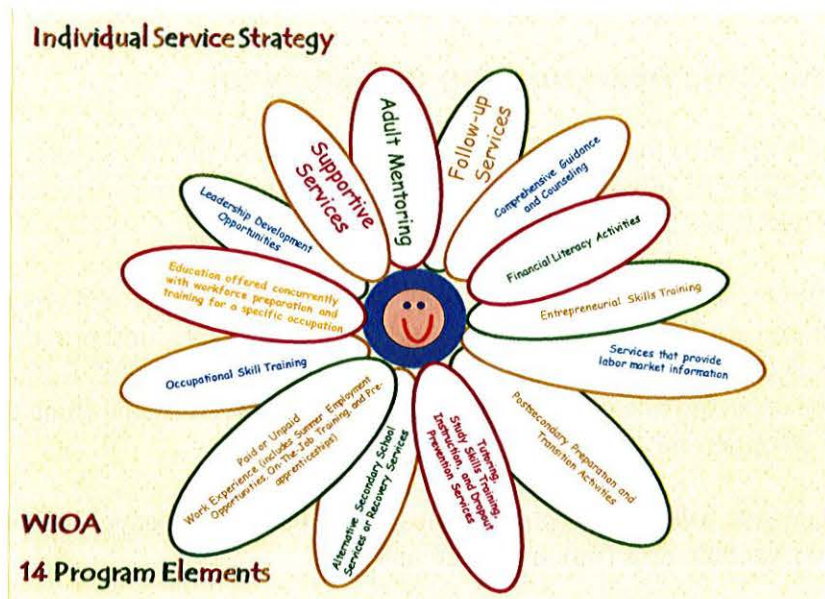 Individual Service Strategy
Adult Mentoring
Follow-up
Services
Comprehensive Guidance
and Counseling
Financial Literacy Activities
Entrepreneurial Skills Training
Services that provide
labor market information
Postsecondary Preparation and
Transition Activities
Tutoring,
Study Skills Training,
Instruction, and Dropout
Prevention Services
Alternative Secondary School
Services or Recovery Services
Paid or Unpaid
Work Experience (includes Summer Employment
Opportunities, On-The-Job Training, and Pre-
apprenticeships)
Occupational Skill Training
Education offered concurrently
with workforce preparation and
training for a specific occupation
Leadership Development
Opportunities
Supportive
Services
WIOA
14 Program Elements